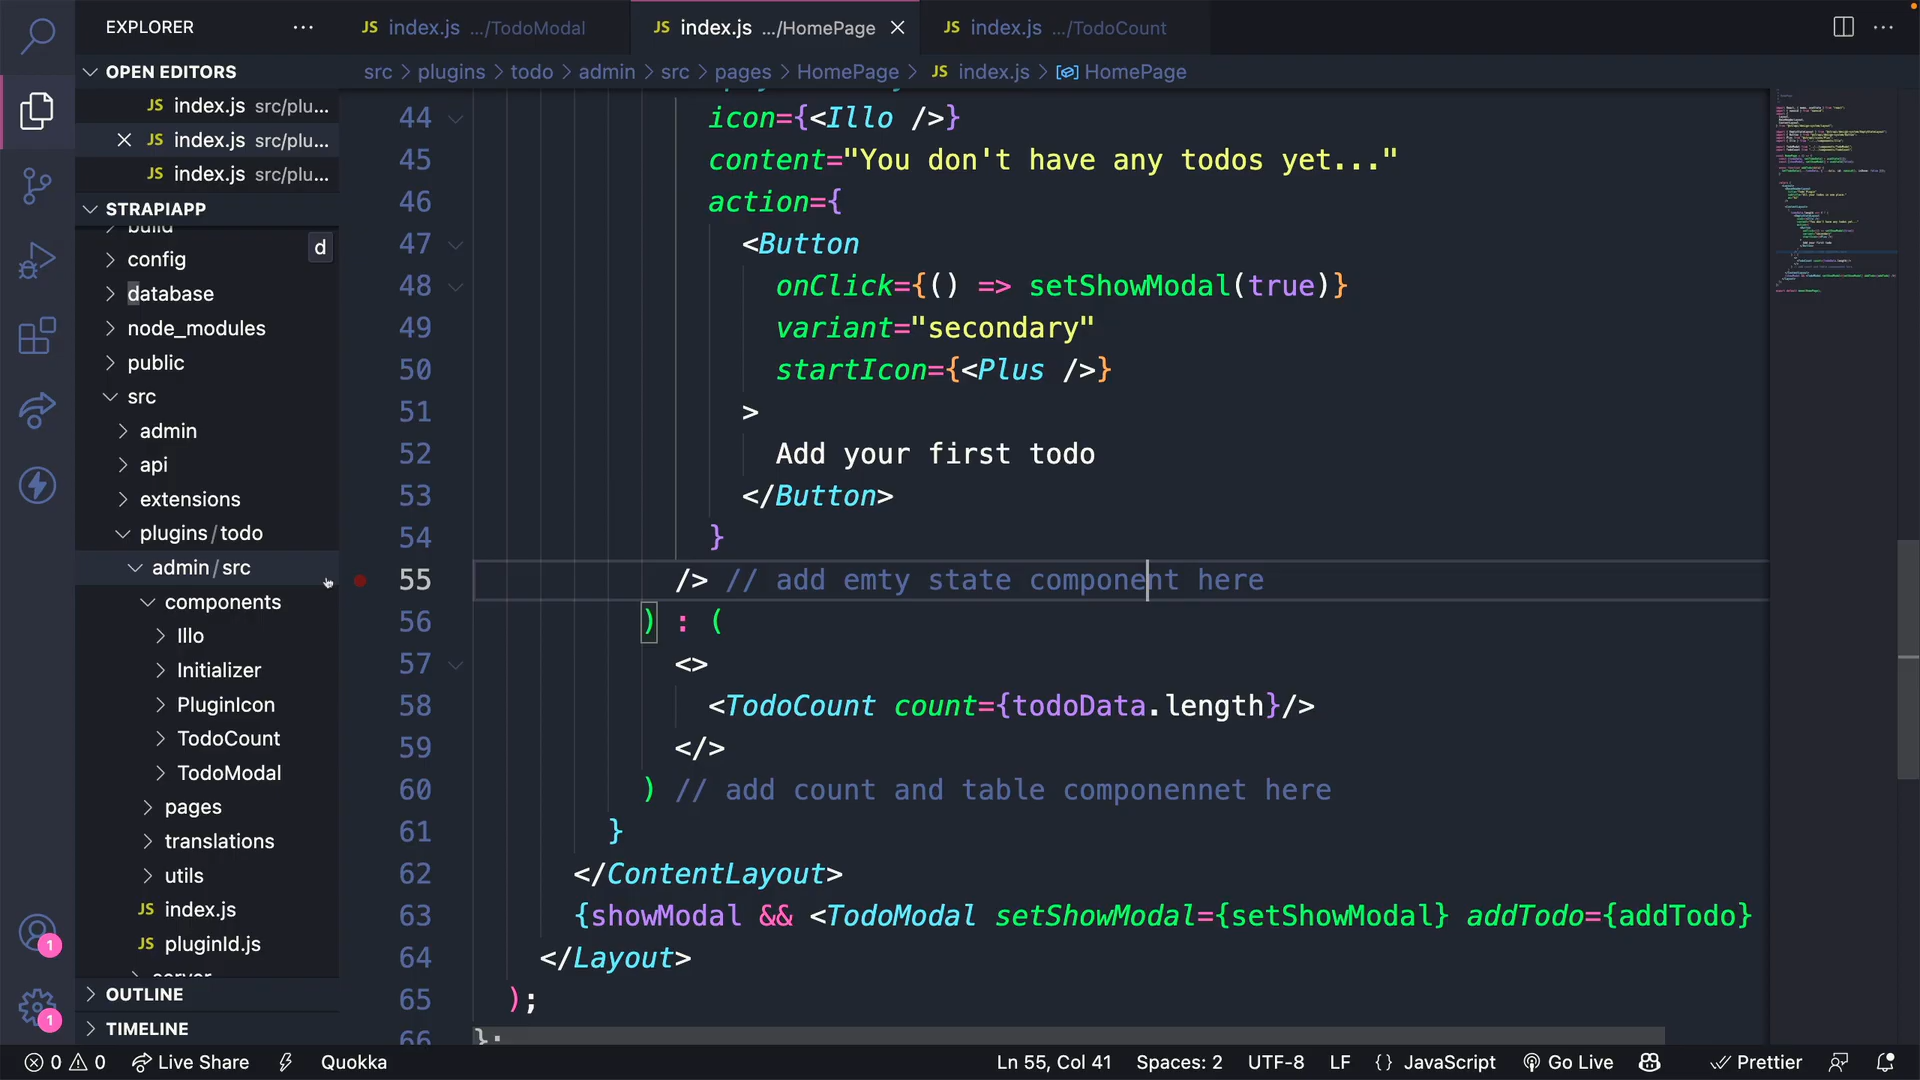 EXPLORER ...
JS index.js .../TodoModal
JS index.js .../HomePage
JS index.js .../TodoCount
OPEN EDITORS
JS index.js src/plu...
JS index.js src/plu...
JS index.js src/plu...
STRAPIAPP
build
d
config
database
node_modules
public
src
admin
api
extensions
plugins/todo
admin/src
components
Illo
Initializer
PluginIcon
TodoCount
TodoModal
pages
translations
utils
JS index.js
JS pluginId.js
server
OUTLINE
TIMELINE
src > plugins > todo > admin > src > pages > HomePage > JS index.js > HomePage
44 icon={<Illo />}
45 content="You don't have any todos yet..."
46 action={
47 <Button
48 onClick={() => setShowModal(true)}
49 variant="secondary"
50 startIcon={<Plus />}
51 >
52 Add your first todo
53 </Button>
54 }
55 /> // add emty state component here
56 ) : (
57 <>
58 <TodoCount count={todoData.length}/>
59 </>
60 ) // add count and table componennet here
61 }
62 </ContentLayout>
63 {showModal && <TodoModal setShowModal={setShowModal} addTodo={addTodo}
64 </Layout>
65 );
66 };
1
1
0 0 Live Share Quokka Ln 55, Col 41 Spaces: 2 UTF-8 LF {} JavaScript Go Live Prettier